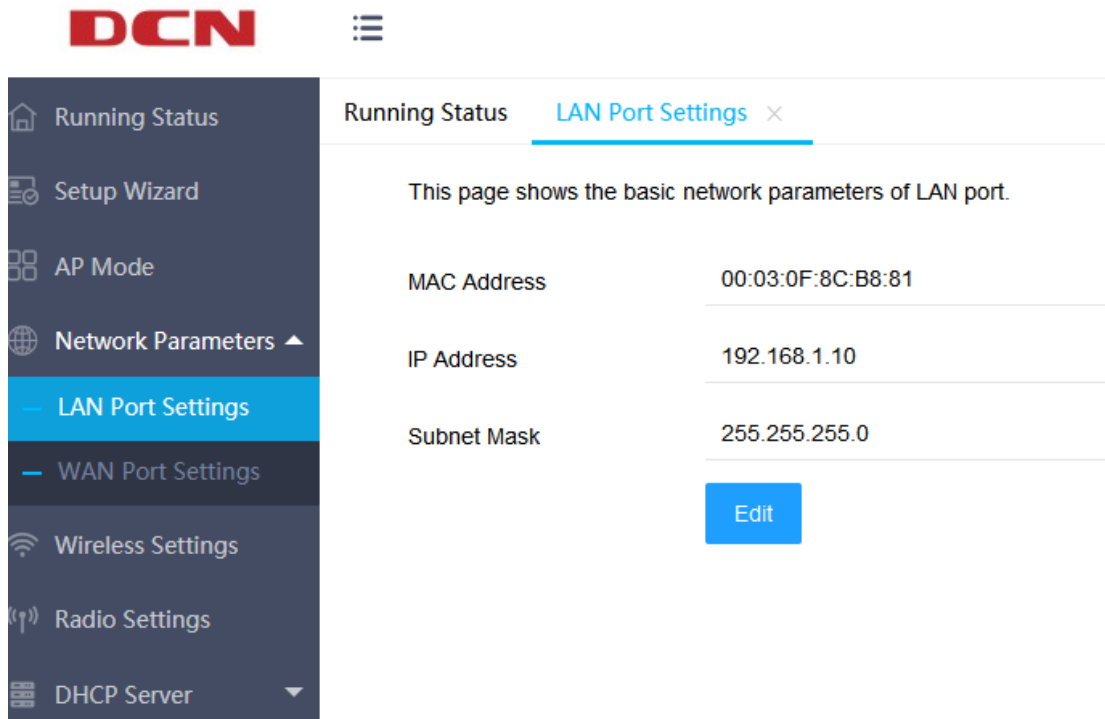 DCN
Running Status
Setup Wizard
AP Mode
Network Parameters
LAN Port Settings
WAN Port Settings
Wireless Settings
Radio Settings
DHCP Server
Running Status LAN Port Settings
This page shows the basic network parameters of LAN port.
MAC Address 00:03:0F:8C:B8:81
IP Address 192.168.1.10
Subnet Mask 255.255.255.0
Edit